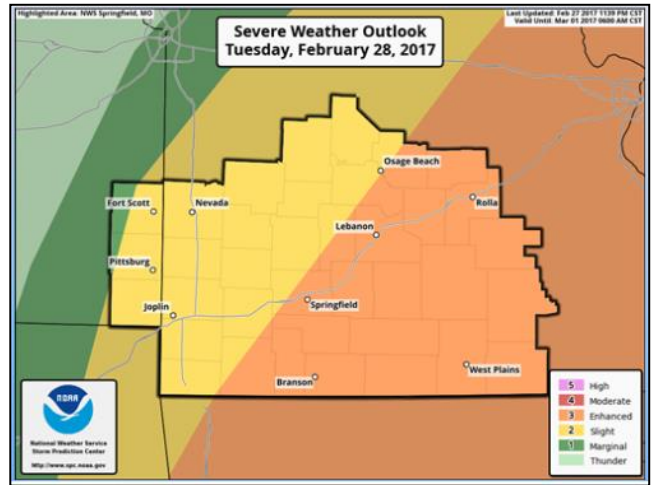 Highlighted Area: NWS Springfield, MO
Last Updated: Feb 27 2017 1139 PM CST
Valid Until: Mar 01 2017 0600 AM CST
Severe Weather Outlook
Tuesday, February 28, 2017
Osage Beach
Fort Scott
Nevada
Rolla
Lebanon
Pittsburg
Springfield
Joplin
West Plains
Branson
5 High
4 Moderate
3 Enhanced
2 Slight
1 Marginal
Thunder
NOAA
National Weather Service
Storm Prediction Center
Http://www.spc.noaa.gov